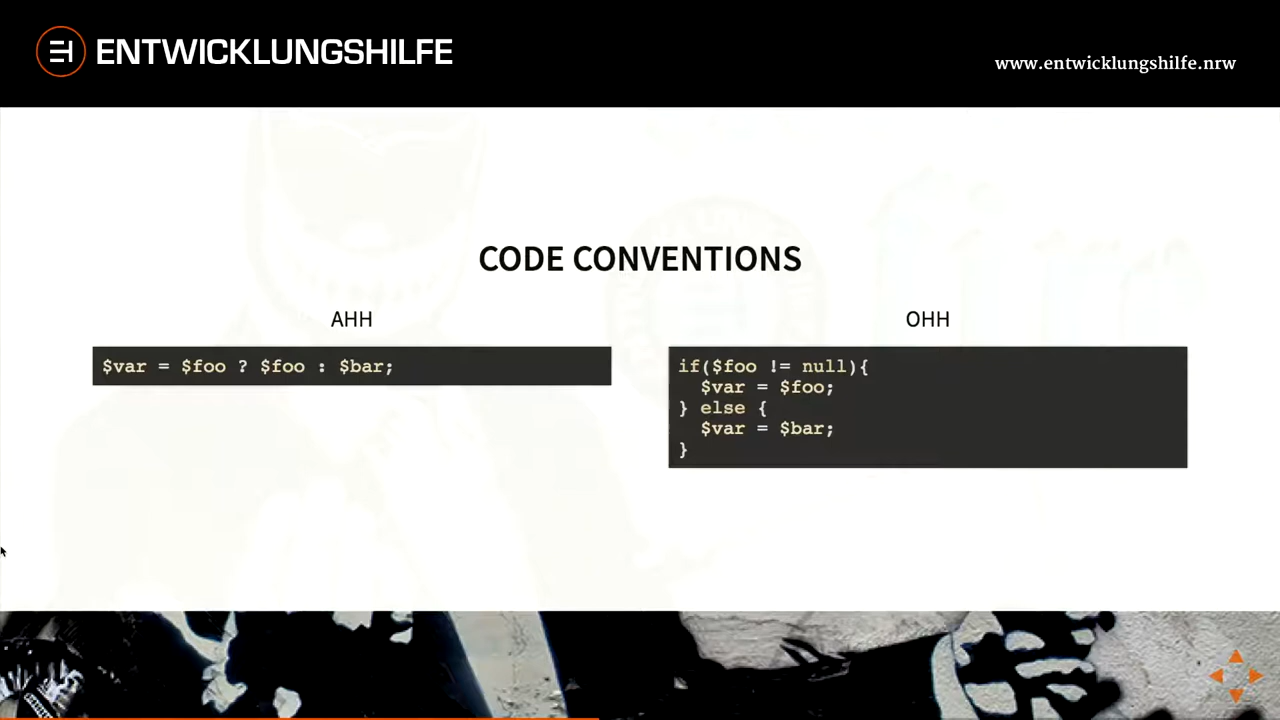 ENTWICKLUNGSHILFE
www.entwicklungshilfe.nrw
CODE CONVENTIONS
AHH
$var = $foo ? $foo : $bar;
OHH
if($foo != null){
  $var = $foo;
} else {
  $var = $bar;
}